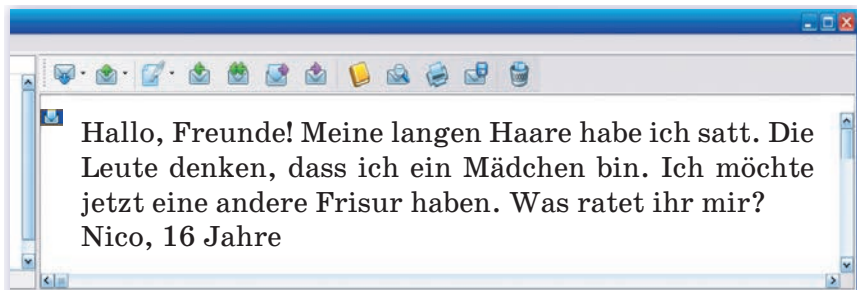 Hallo, Freunde! Meine langen Haare habe ich satt. Die
Leute denken, dass ich ein Mädchen bin. Ich möchte
jetzt eine andere Frisur haben. Was ratet ihr mir?
Nico, 16 Jahre